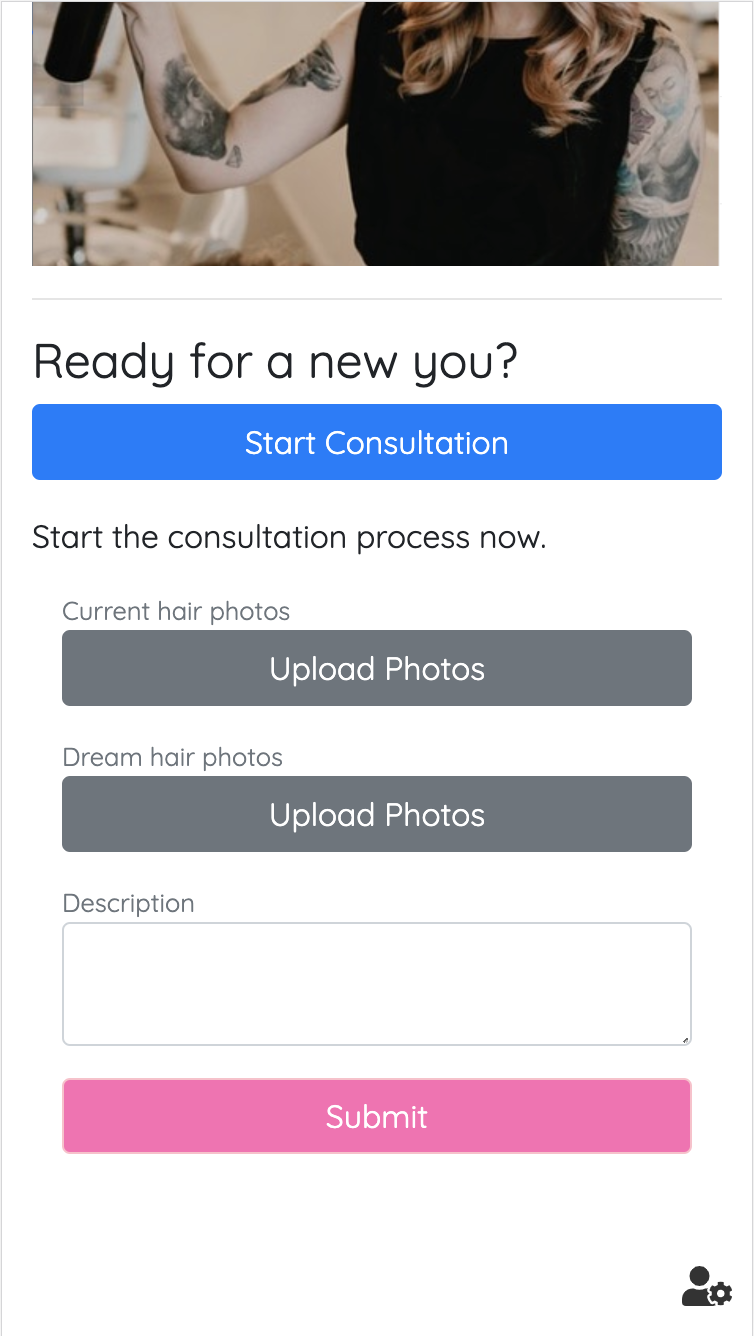 Ready for a new you?
Start Consultation
Start the consultation process now.
Current hair photos
Upload Photos
Dream hair photos
Upload Photos
Description
Submit